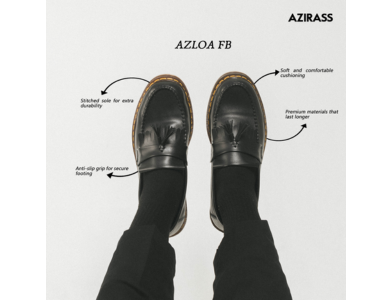 AZIRASS
AZLOA FB
Soft and comfortable
cushioning
Stitched sole for extra
durability
Premium materials that
last longer
Anti-slip grip for secure
footing